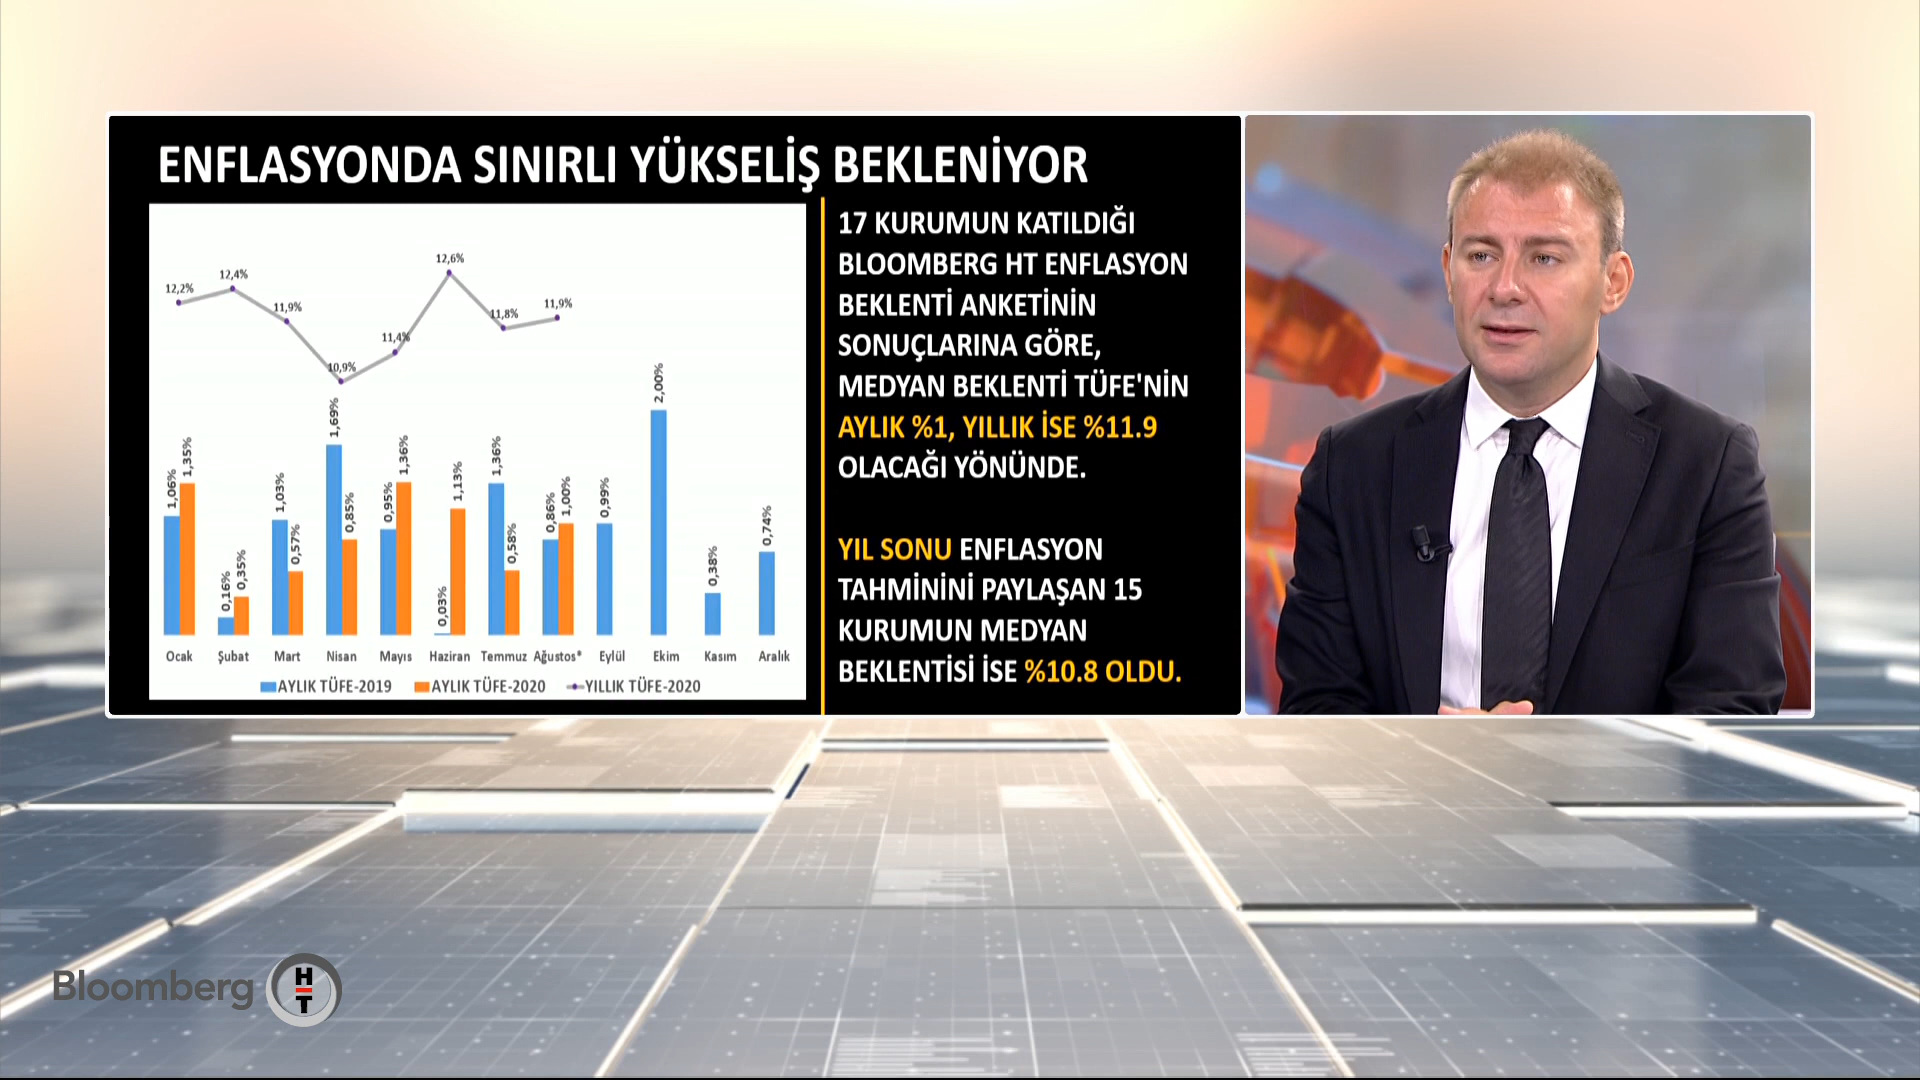 ENFLASYONDA SINIRLI YÜKSELİŞ BEKLENİYOR
12,2%
12,4%
11,9%
10,9%
11,4%
12,6%
11,8%
11,9%
1,06%
1,35%
0,16%
0,35%
1,03%
0,57%
1,69%
0,85%
0,95%
1,36%
0,03%
1,13%
1,36%
0,58%
0,86%
1,00%
0,99%
2,00%
0,38%
0,74%
Ocak Şubat Mart Nisan Mayıs Haziran Temmuz Ağustos* Eylül Ekim Kasım Aralık
AYLIK TÜFE-2019 AYLIK TÜFE-2020 YILLIK TÜFE-2020
17 KURUMUN KATILDIĞI
BLOOMBERG HT ENFLASYON
BEKLENTİ ANKETİNİN
SONUÇLARINA GÖRE,
MEDYAN BEKLENTİ TÜFE'NİN
AYLIK %1, YILLIK İSE %11.9
OLACAĞI YÖNÜNDE.
YIL SONU ENFLASYON
TAHMİNİNİ PAYLAŞAN 15
KURUMUN MEDYAN
BEKLENTİSİ İSE %10.8 OLDU.
Bloomberg HT